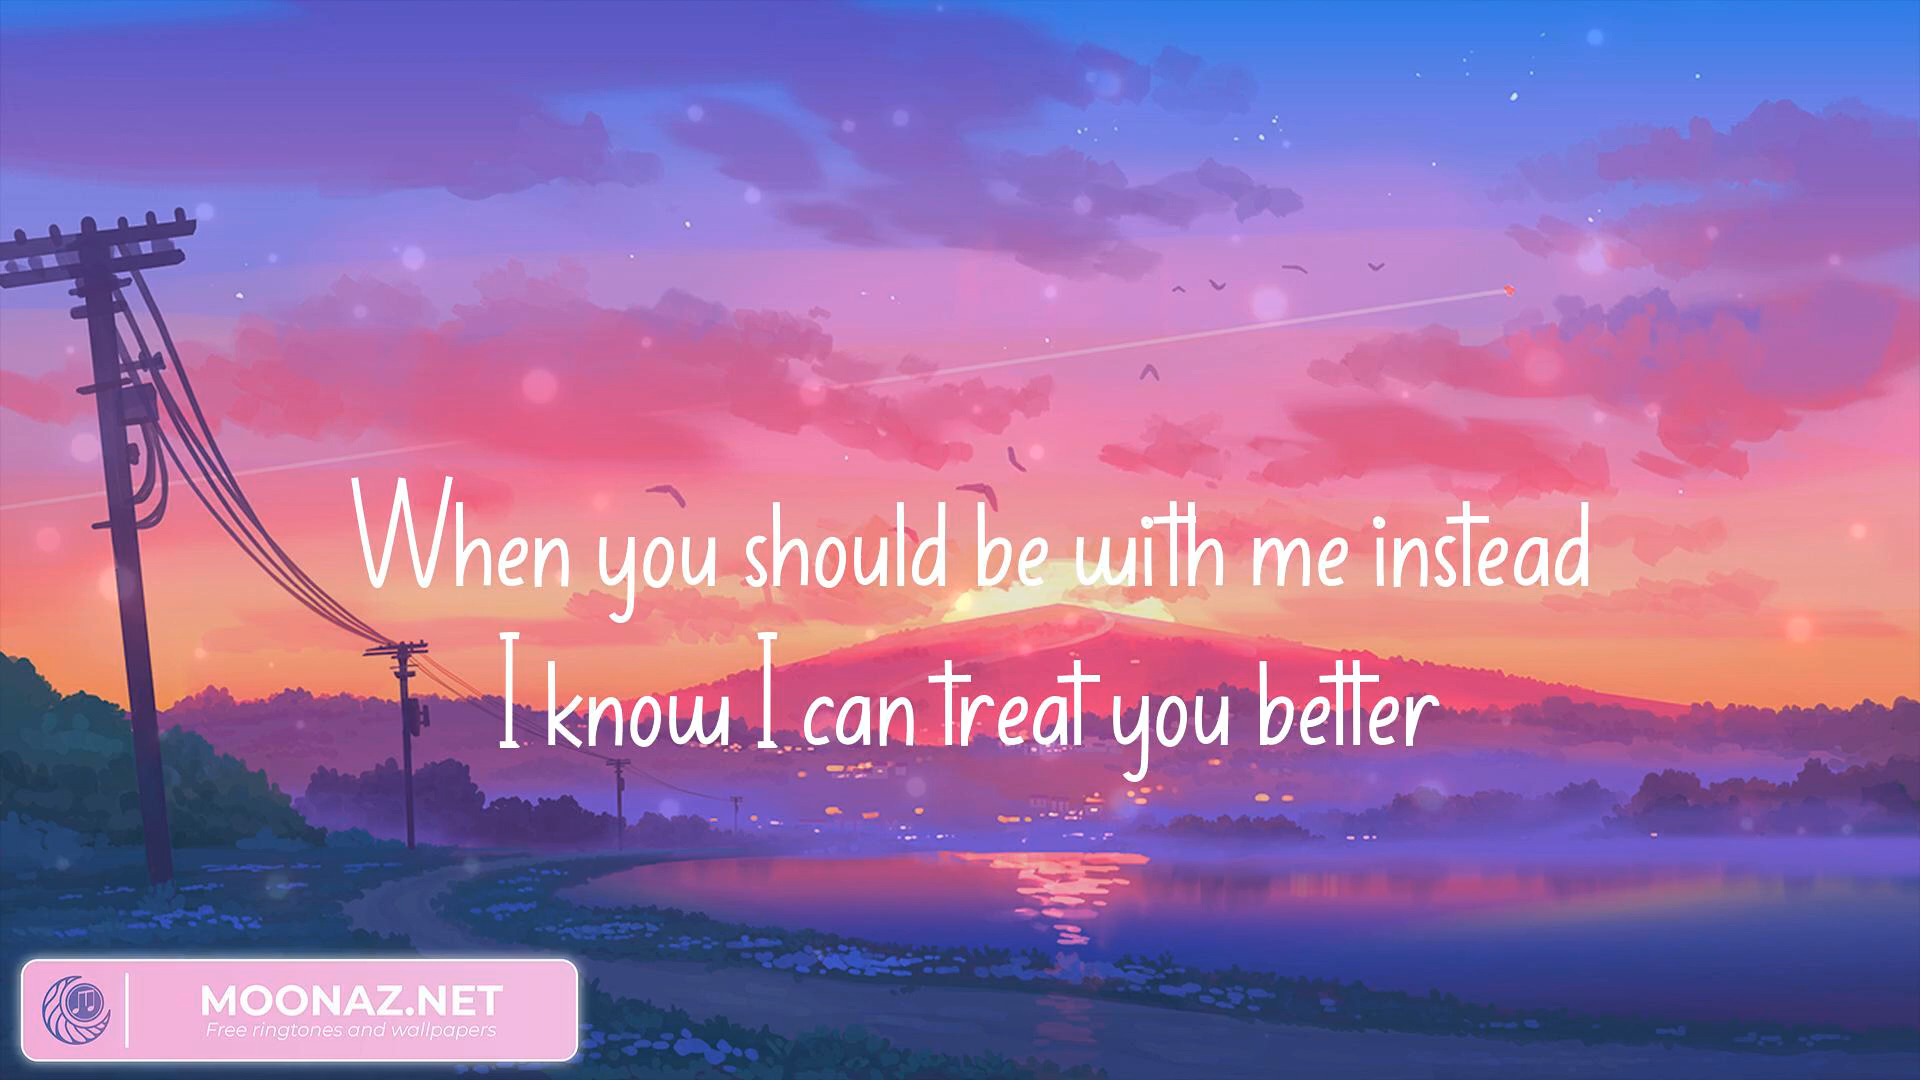 When you should be with me instead
I know I can treat you better
MOONAZ.NET
Free ringtones and wallpapers